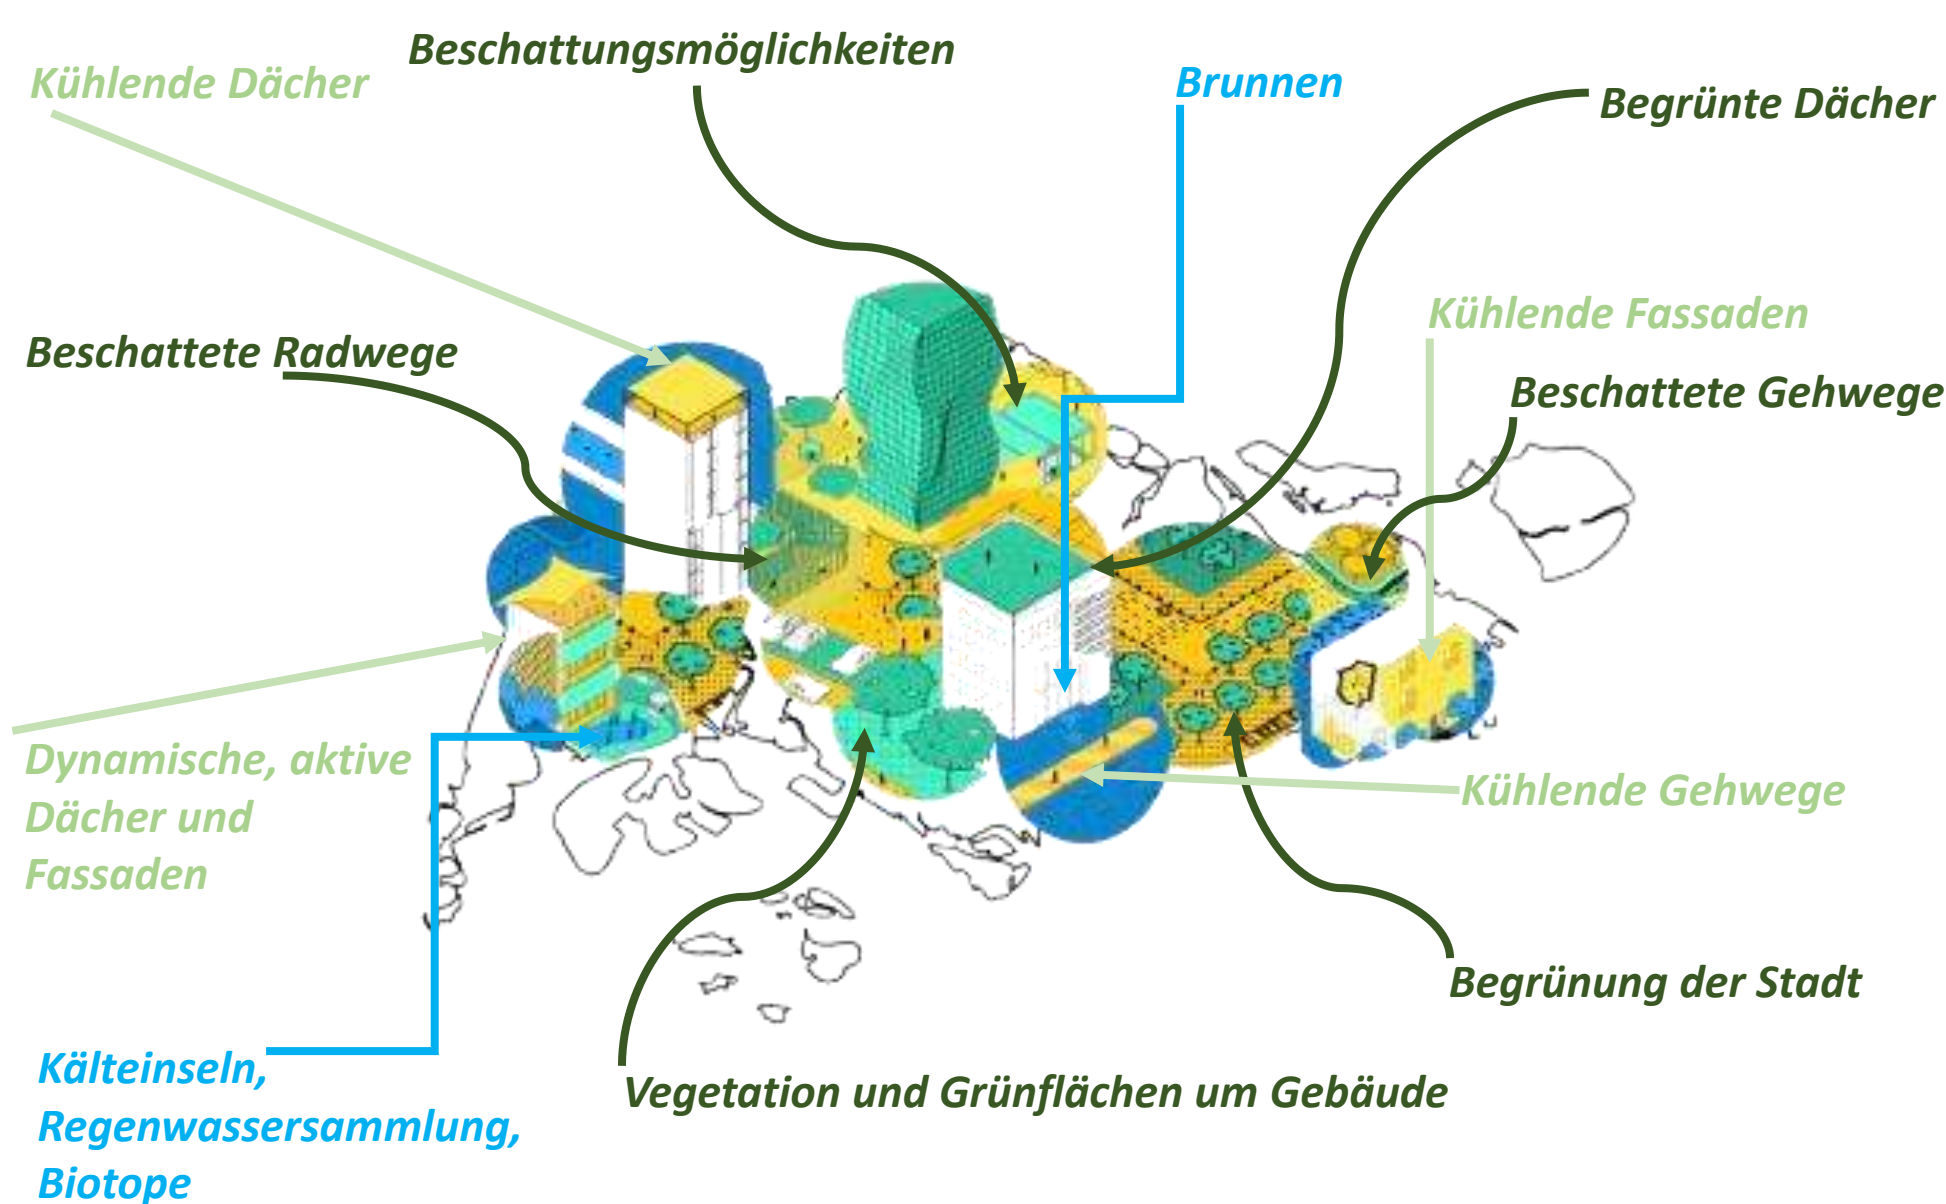 Beschattungsmöglichkeiten
Kühlende Dächer
Brunnen
Begrünte Dächer
Kühlende Fassaden
Beschattete Radwege
Beschattete Gehwege
Dynamische, aktive
Dächer und
Fassaden
Kühlende Gehwege
Begrünung der Stadt
Kälteinseln,
Regenwassersammlung,
Biotope
Vegetation und Grünflächen um Gebäude